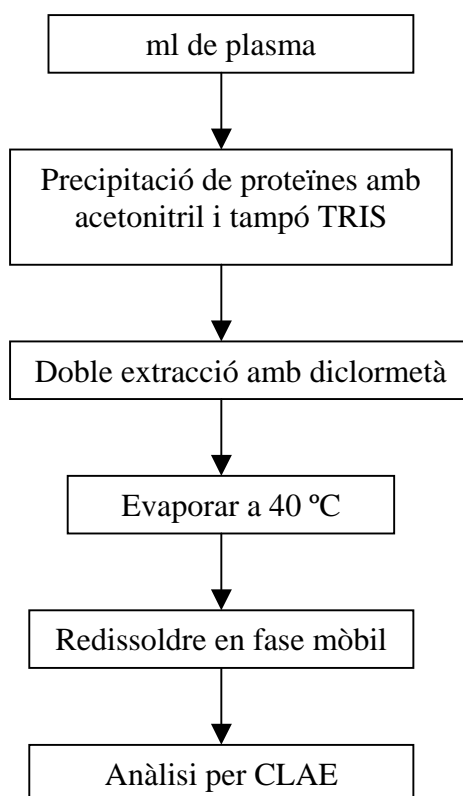 ml de plasma
Precipitació de proteïnes amb
acetonitril i tampó TRIS
Doble extracció amb diclormetà
Evaporar a 40 ºC
Redissoldre en fase mòbil
Anàlisi per CLAE